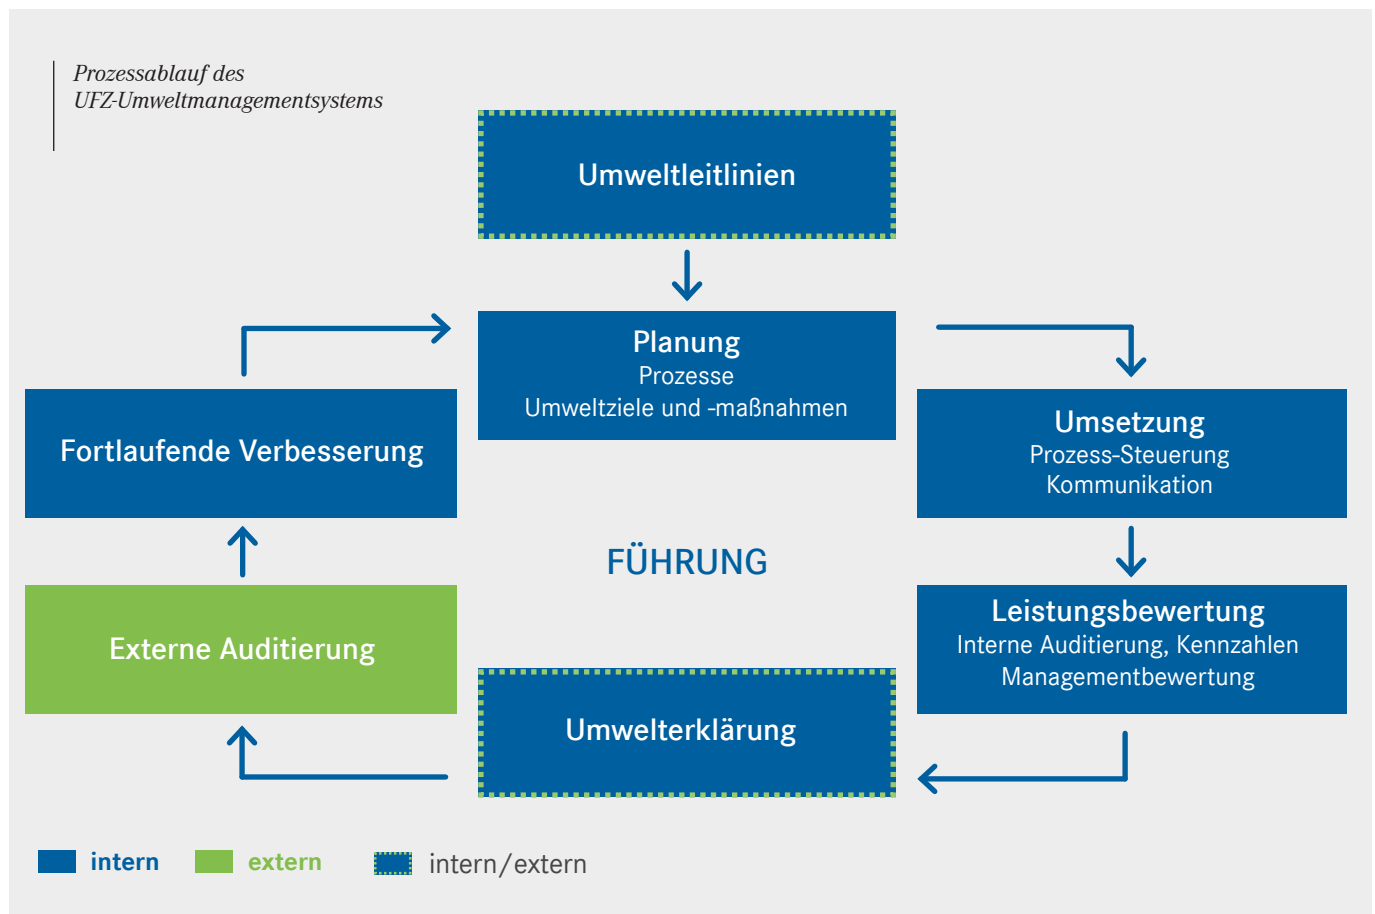 Prozessablauf des
UFZ-Umweltmanagementsystems
Umweltleitlinien
Planung
Prozesse
Umweltziele und -maßnahmen
Fortlaufende Verbesserung
Umsetzung
Prozess-Steuerung
Kommunikation
FÜHRUNG
Externe Auditierung
Leistungsbewertung
Interne Auditierung, Kennzahlen
Managementbewertung
Umwelterklärung
intern
extern
intern/extern